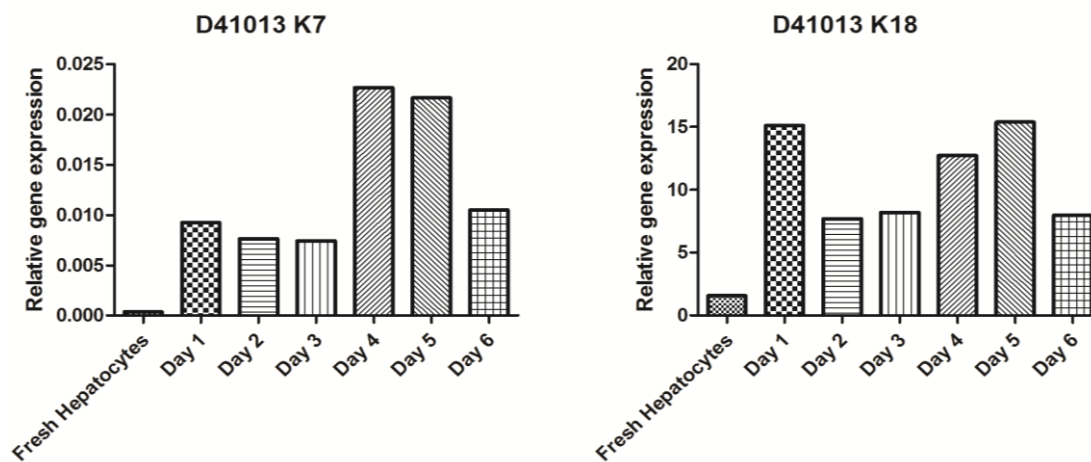 D41013 K7
Relative gene expression
0.025
0.020
0.015
0.010
0.005
0.000
Fresh Hepatocytes
Day 1
Day 2
Day 3
Day 4
Day 5
Day 6
D41013 K18
Relative gene expression
20
15
10
5
0
Fresh Hepatocytes
Day 1
Day 2
Day 3
Day 4
Day 5
Day 6